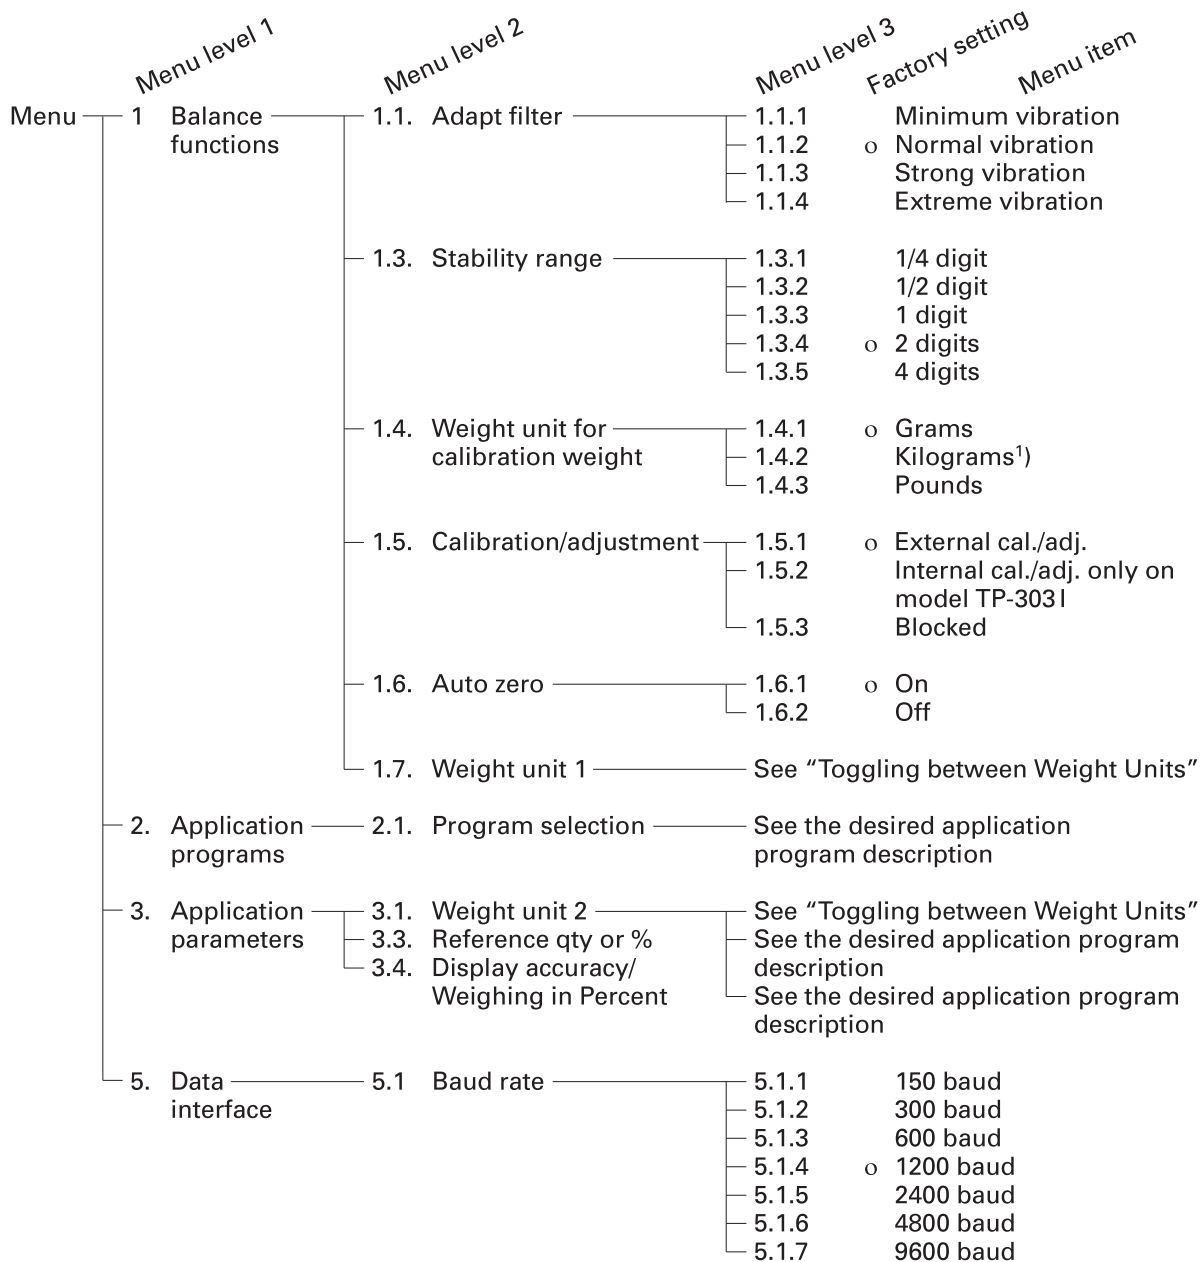 Menu level 1 Menu level 2 Menu level 3 Factory setting Menu item
Menu 1 Balance 1.1. Adapt filter 1.1.1 Minimum vibration
functions 1.1.2 o Normal vibration
1.1.3 Strong vibration
1.1.4 Extreme vibration
1.3. Stability range 1.3.1 1/4 digit
1.3.2 1/2 digit
1.3.3 1 digit
1.3.4 o 2 digits
1.3.5 4 digits
1.4. Weight unit for 1.4.1 o Grams
calibration weight 1.4.2 Kilograms¹)
1.4.3 Pounds
1.5. Calibration/adjustment 1.5.1 o External cal./adj.
1.5.2 Internal cal./adj. only on
model TP-303 I
1.5.3 Blocked
1.6. Auto zero 1.6.1 o On
1.6.2 Off
1.7. Weight unit 1 See “Toggling between Weight Units”
2. Application 2.1. Program selection See the desired application
programs program description
3. Application 3.1. Weight unit 2 See “Toggling between Weight Units”
parameters 3.3. Reference qty or % See the desired application program
3.4. Display accuracy/ description
Weighing in Percent See the desired application program
description
5. Data 5.1 Baud rate 5.1.1 150 baud
interface 5.1.2 300 baud
5.1.3 600 baud
5.1.4 o 1200 baud
5.1.5 2400 baud
5.1.6 4800 baud
5.1.7 9600 baud